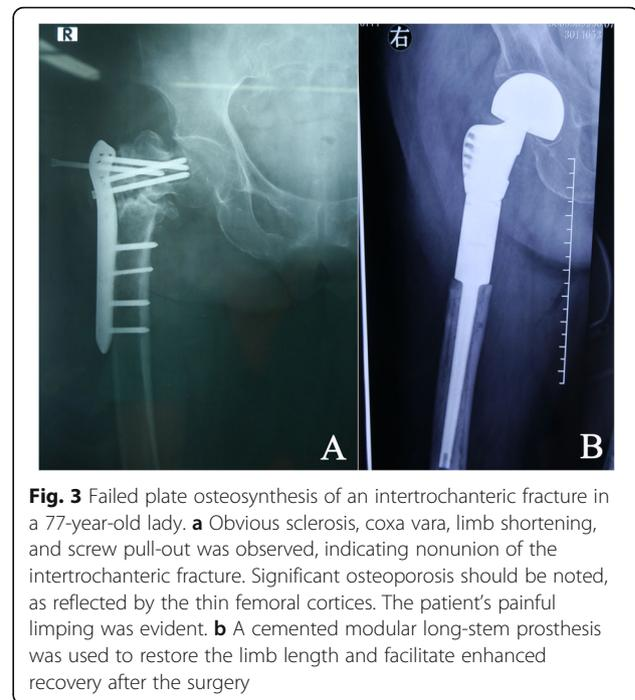 R
右
3014053
A
B
Fig. 3 Failed plate osteosynthesis of an intertrochanteric fracture in
a 77-year-old lady. a Obvious sclerosis, coxa vara, limb shortening,
and screw pull-out was observed, indicating nonunion of the
intertrochanteric fracture. Significant osteoporosis should be noted,
as reflected by the thin femoral cortices. The patient's painful
limping was evident. b A cemented modular long-stem prosthesis
was used to restore the limb length and facilitate enhanced
recovery after the surgery